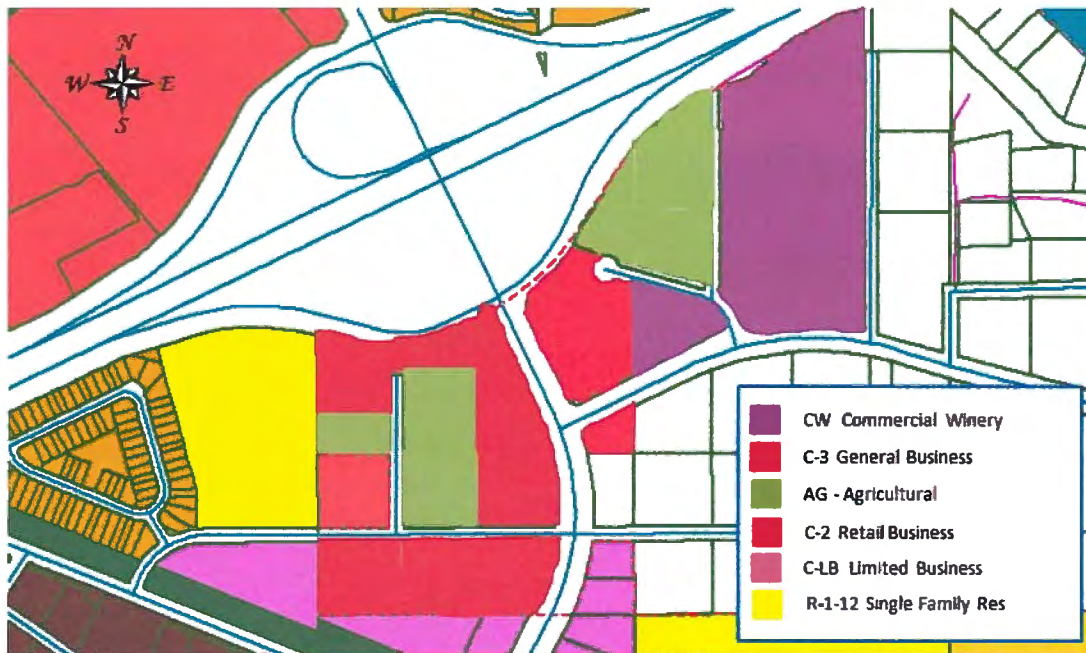 N
W E
S
CW Commercial Winery
C-3 General Business
AG - Agricultural
C-2 Retail Business
C-LB Limited Business
R-1-12 Single Family Res